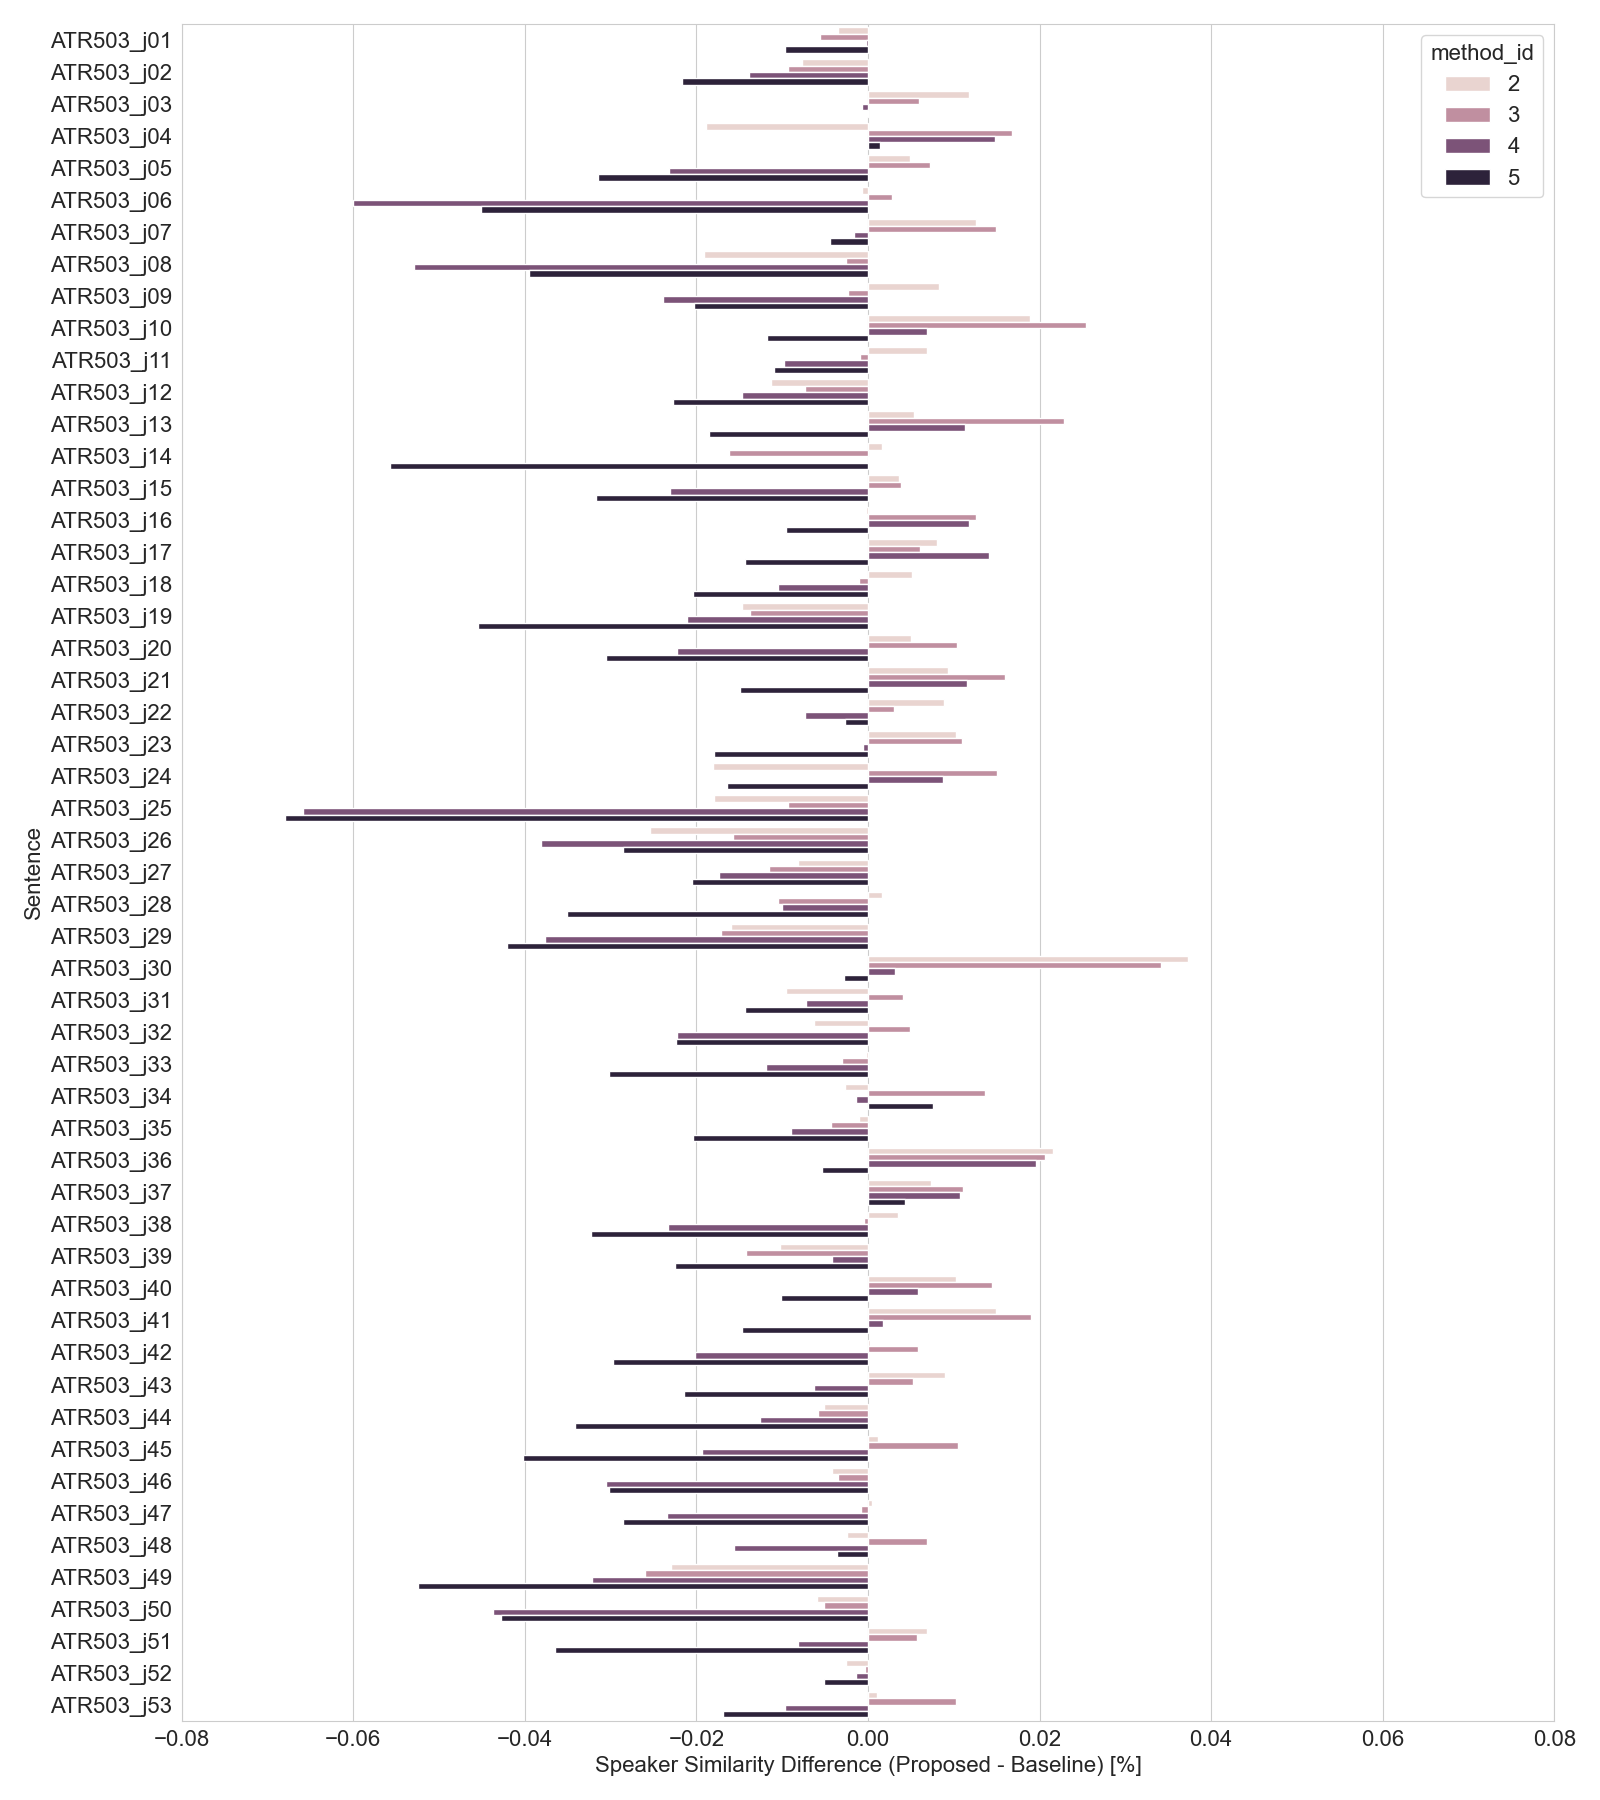 method_id
2
3
4
5
Sentence
ATR503_j01
ATR503_j02
ATR503_j03
ATR503_j04
ATR503_j05
ATR503_j06
ATR503_j07
ATR503_j08
ATR503_j09
ATR503_j10
ATR503_j11
ATR503_j12
ATR503_j13
ATR503_j14
ATR503_j15
ATR503_j16
ATR503_j17
ATR503_j18
ATR503_j19
ATR503_j20
ATR503_j21
ATR503_j22
ATR503_j23
ATR503_j24
ATR503_j25
ATR503_j26
ATR503_j27
ATR503_j28
ATR503_j29
ATR503_j30
ATR503_j31
ATR503_j32
ATR503_j33
ATR503_j34
ATR503_j35
ATR503_j36
ATR503_j37
ATR503_j38
ATR503_j39
ATR503_j40
ATR503_j41
ATR503_j42
ATR503_j43
ATR503_j44
ATR503_j45
ATR503_j46
ATR503_j47
ATR503_j48
ATR503_j49
ATR503_j50
ATR503_j51
ATR503_j52
ATR503_j53
−0.08 −0.06 −0.04 −0.02 0.00 0.02 0.04 0.06 0.08
Speaker Similarity Difference (Proposed - Baseline) [%]